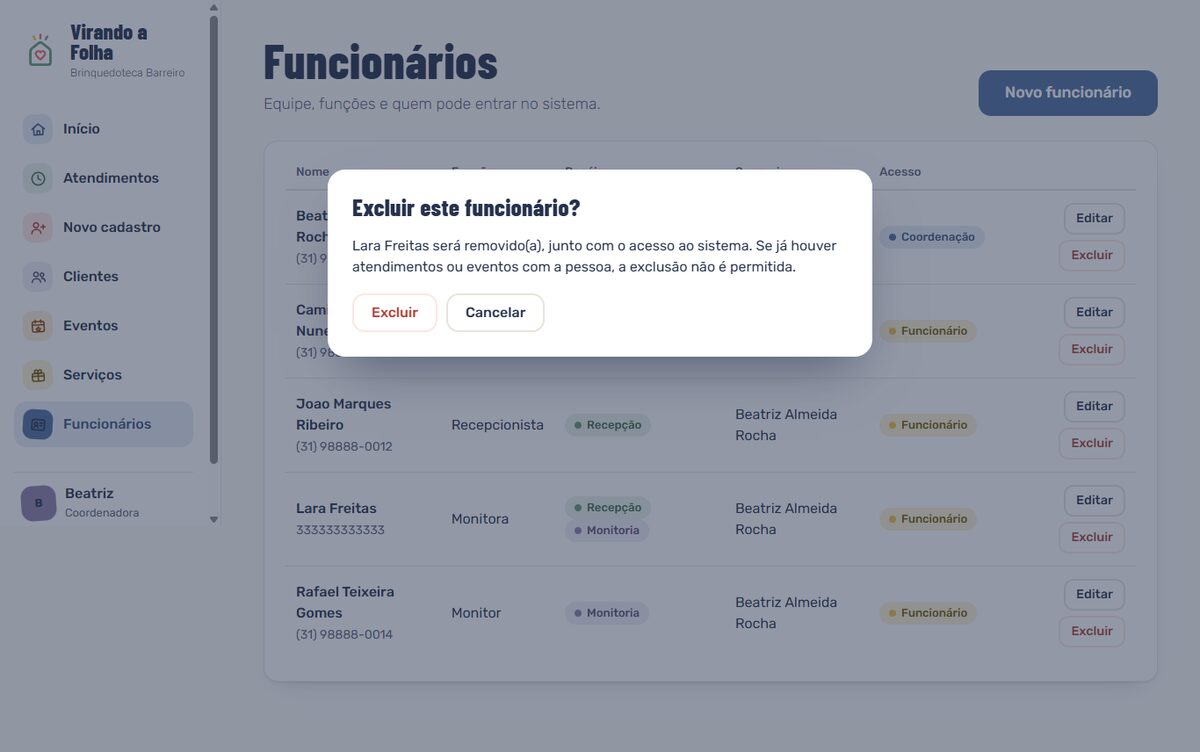 Virando a
Folha
Brinquedoteca Barreiro
Início
Atendimentos
Novo cadastro
Clientes
Eventos
Serviços
Funcionários
B
Beatriz
Coordenadora
Funcionários
Equipe, funções e quem pode entrar no sistema.
Novo funcionário
Nome
Acesso
Coordenação
Editar
Excluir
Excluir este funcionário?
Lara Freitas será removido(a), junto com o acesso ao sistema. Se já houver
atendimentos ou eventos com a pessoa, a exclusão não é permitida.
Excluir Cancelar
(31) 98
Funcionário
Editar
Excluir
Joao Marques
Ribeiro
(31) 98888-0012
Recepcionista
Recepção
Beatriz Almeida
Rocha
Funcionário
Editar
Excluir
Lara Freitas
333333333333
Monitora
Recepção
Monitoria
Beatriz Almeida
Rocha
Funcionário
Editar
Excluir
Rafael Teixeira
Gomes
(31) 98888-0014
Monitor
Monitoria
Beatriz Almeida
Rocha
Funcionário
Editar
Excluir